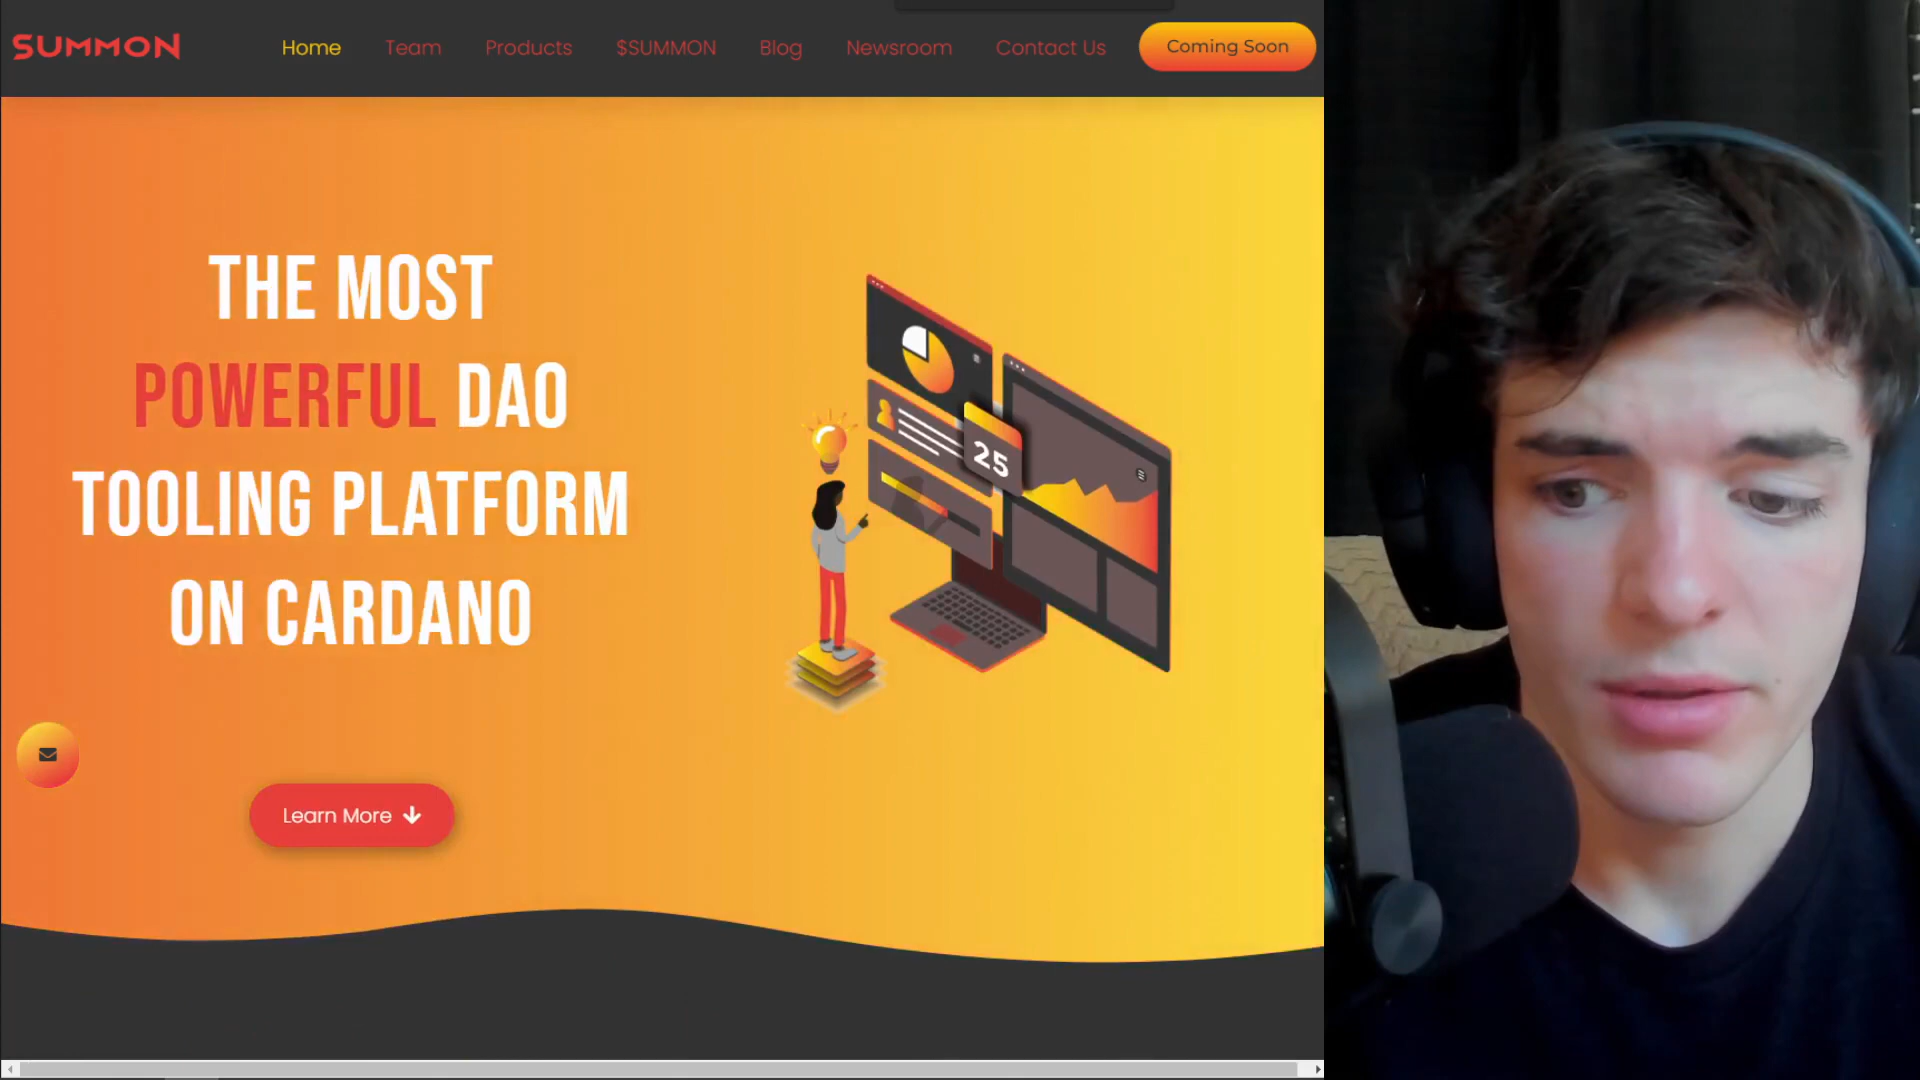 SUMMON
Home Team Products $SUMMON Blog Newsroom Contact Us Coming Soon
THE MOST
POWERFUL DAO
TOOLING PLATFORM
ON CARDANO
25
Learn More